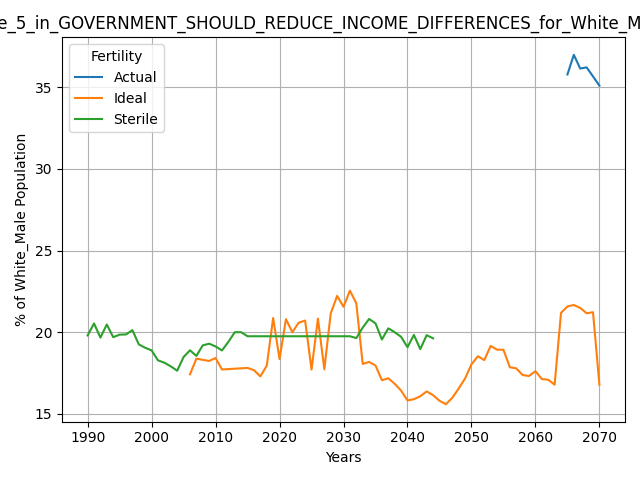 e_5_in_GOVERNMENT_SHOULD_REDUCE_INCOME_DIFFERENCES_for_White_M
Fertility
Actual
Ideal
Sterile
% of White_Male Population
35
30
25
20
15
1990 2000 2010 2020 2030 2040 2050 2060 2070
Years